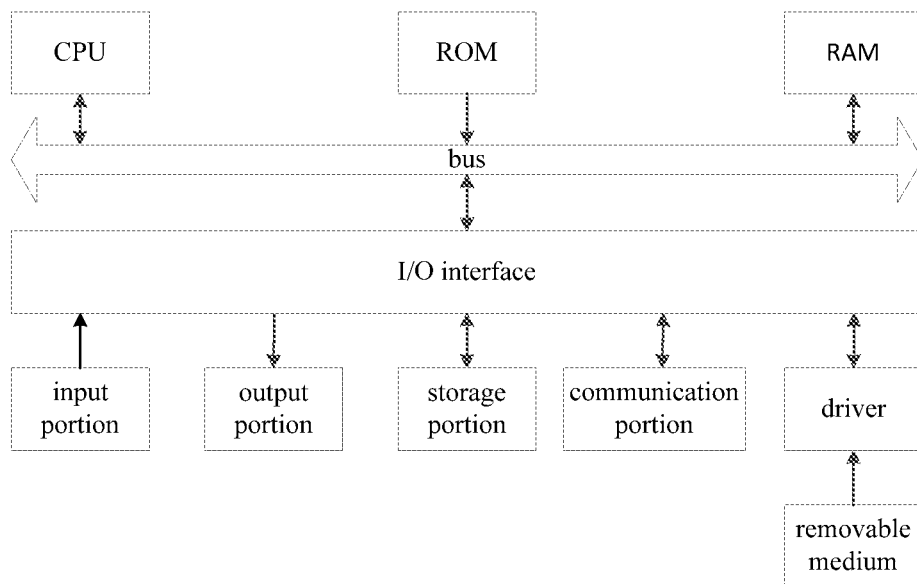 CPU
ROM
RAM
bus
I/O interface
input
portion
output
portion
storage
portion
communication
portion
driver
removable
medium